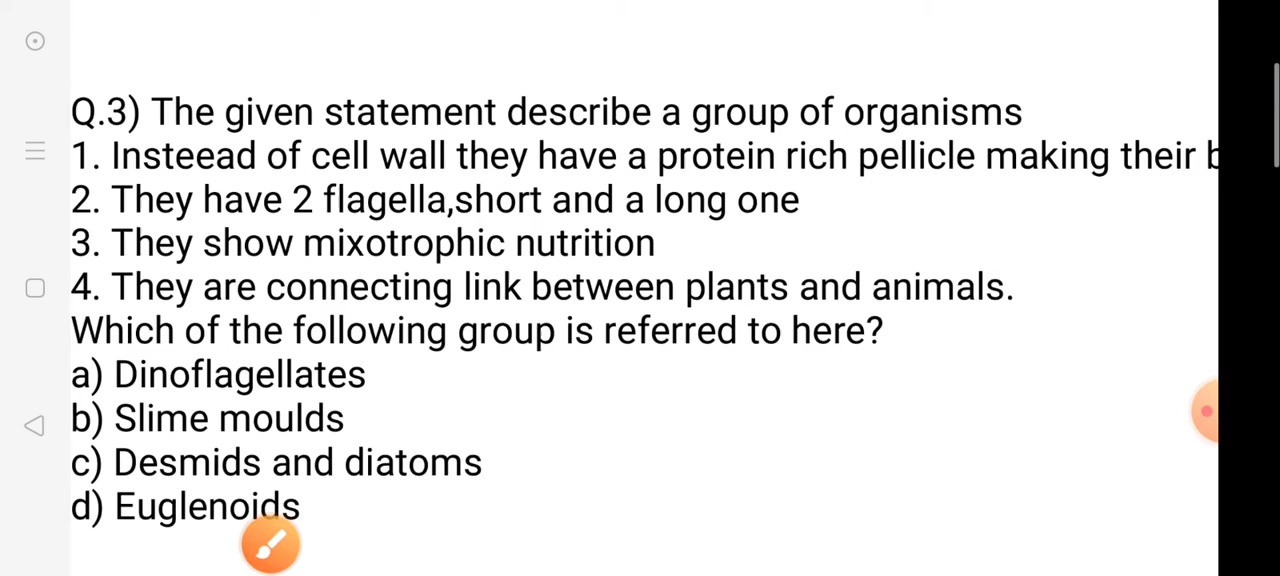 Q.3) The given statement describe a group of organisms
1. Insteead of cell wall they have a protein rich pellicle making their
2. They have 2 flagella,short and a long one
3. They show mixotrophic nutrition
4. They are connecting link between plants and animals.
Which of the following group is referred to here?
a) Dinoflagellates
b) Slime moulds
c) Desmids and diatoms
d) Euglenoids